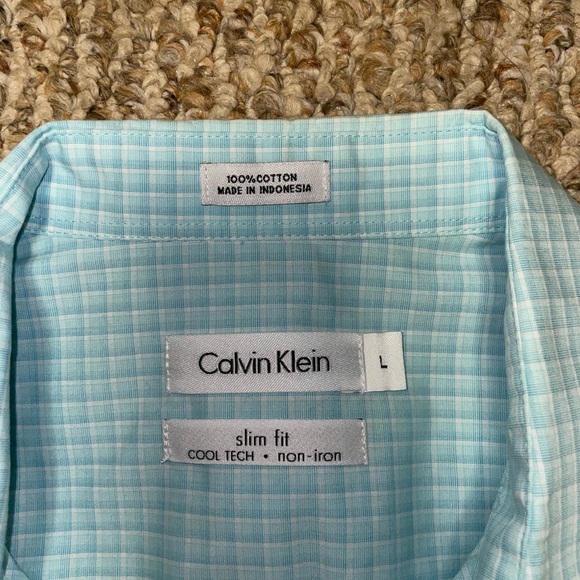 100%COTTON
MADE IN INDONESIA
Calvin Klein
L
slim fit
COOL TECH • non-iron